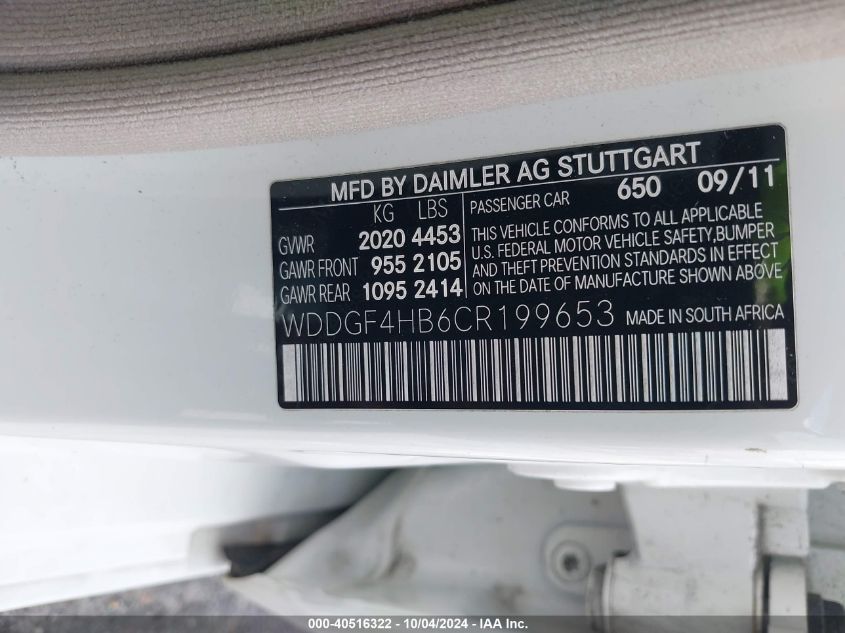 MFD BY DAIMLER AG STUTTGART
KG LBS
GVWR 2020 4453
GAWR FRONT 955 2105
GAWR REAR 1095 2414
PASSENGER CAR 650 09/11
THIS VEHICLE CONFORMS TO ALL APPLICABLE
U.S. FEDERAL MOTOR VEHICLE SAFETY,BUMPER
AND THEFT PREVENTION STANDARDS IN EFFECT
ON THE DATE OF MANUFACTURE SHOWN ABOVE
WDDGF4HB6CR199653 MADE IN SOUTH AFRICA
000-40516322 - 10/04/2024 - IAA Inc.